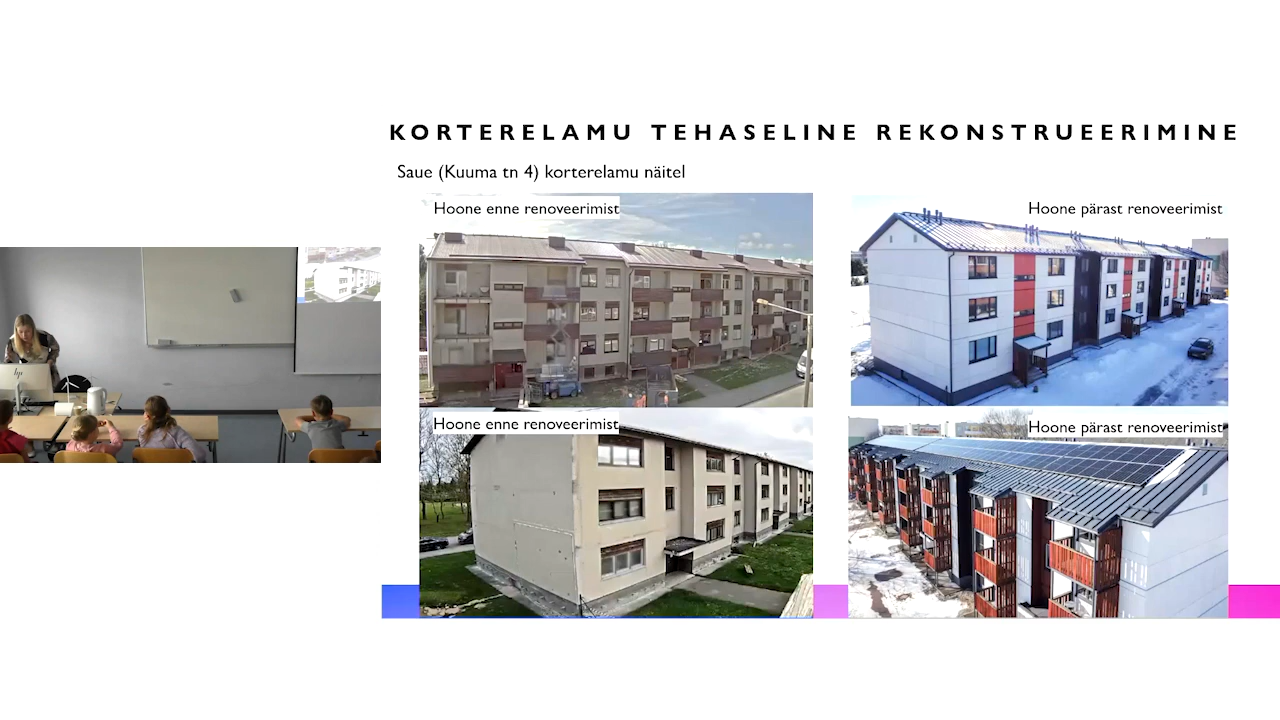 KORTERELAMU TEHASELINE REKONSTRUEERIMINE
Saue (Kuuma tn 4) korterelamu näitel
Hoone enne renoveerimist
Hoone pärast renoveerimist
Hoone enne renoveerimist
Hoone pärast renoveerimist
hp